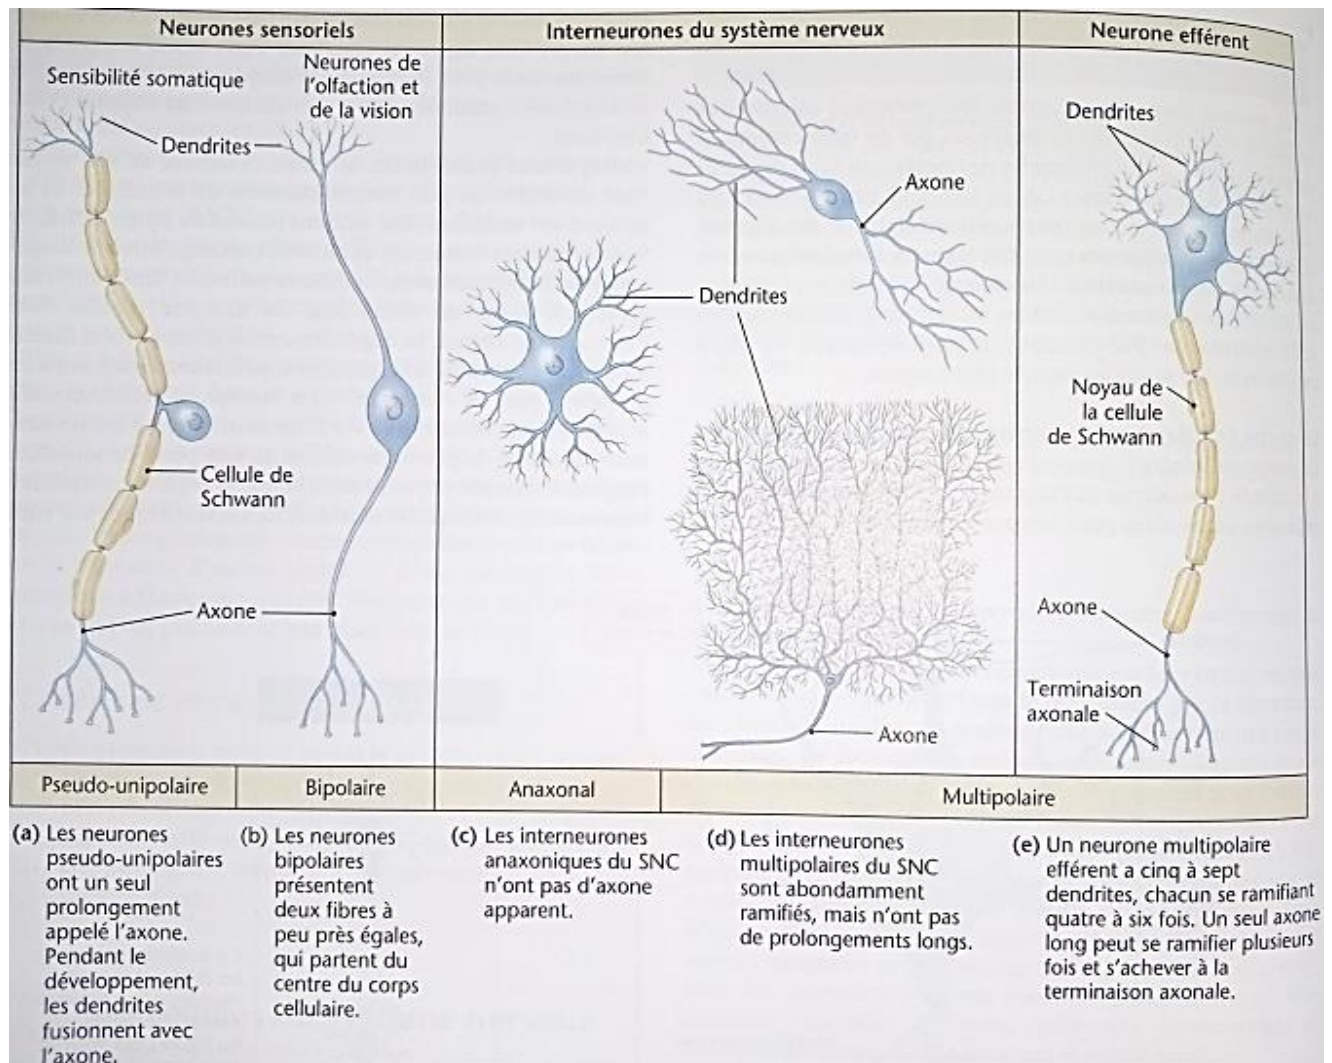 Neurones sensoriels
Interneurones du système nerveux
Neurone efférent
Sensibilité somatique
Neurones de
l'olfaction et
de la vision
Dendrites
Cellule de
Schwann
Axone
Axone
Dendrites
Axone
Dendrites
Noyau de
la cellule
de Schwann
Axone
Terminaison
axonale
Pseudo-unipolaire
Bipolaire
Anaxonal
Multipolaire
(a) Les neurones
pseudo-unipolaires
ont un seul
prolongement
appelé l'axone.
Pendant le
développement,
les dendrites
fusionnent avec
l'axone.
(b) Les neurones
bipolaires
présentent
deux fibres à
peu près égales,
qui partent du
centre du corps
cellulaire.
(c) Les interneurones
anaxoniques du SNC
n'ont pas d'axone
apparent.
(d) Les interneurones
multipolaires du SNC
sont abondamment
ramifiés, mais n'ont pas
de prolongements longs.
(e) Un neurone multipolaire
efférent a cinq à sept
dendrites, chacun se ramifiant
quatre à six fois. Un seul axone
long peut se ramifier plusieurs
fois et s'achever à la
terminaison axonale.